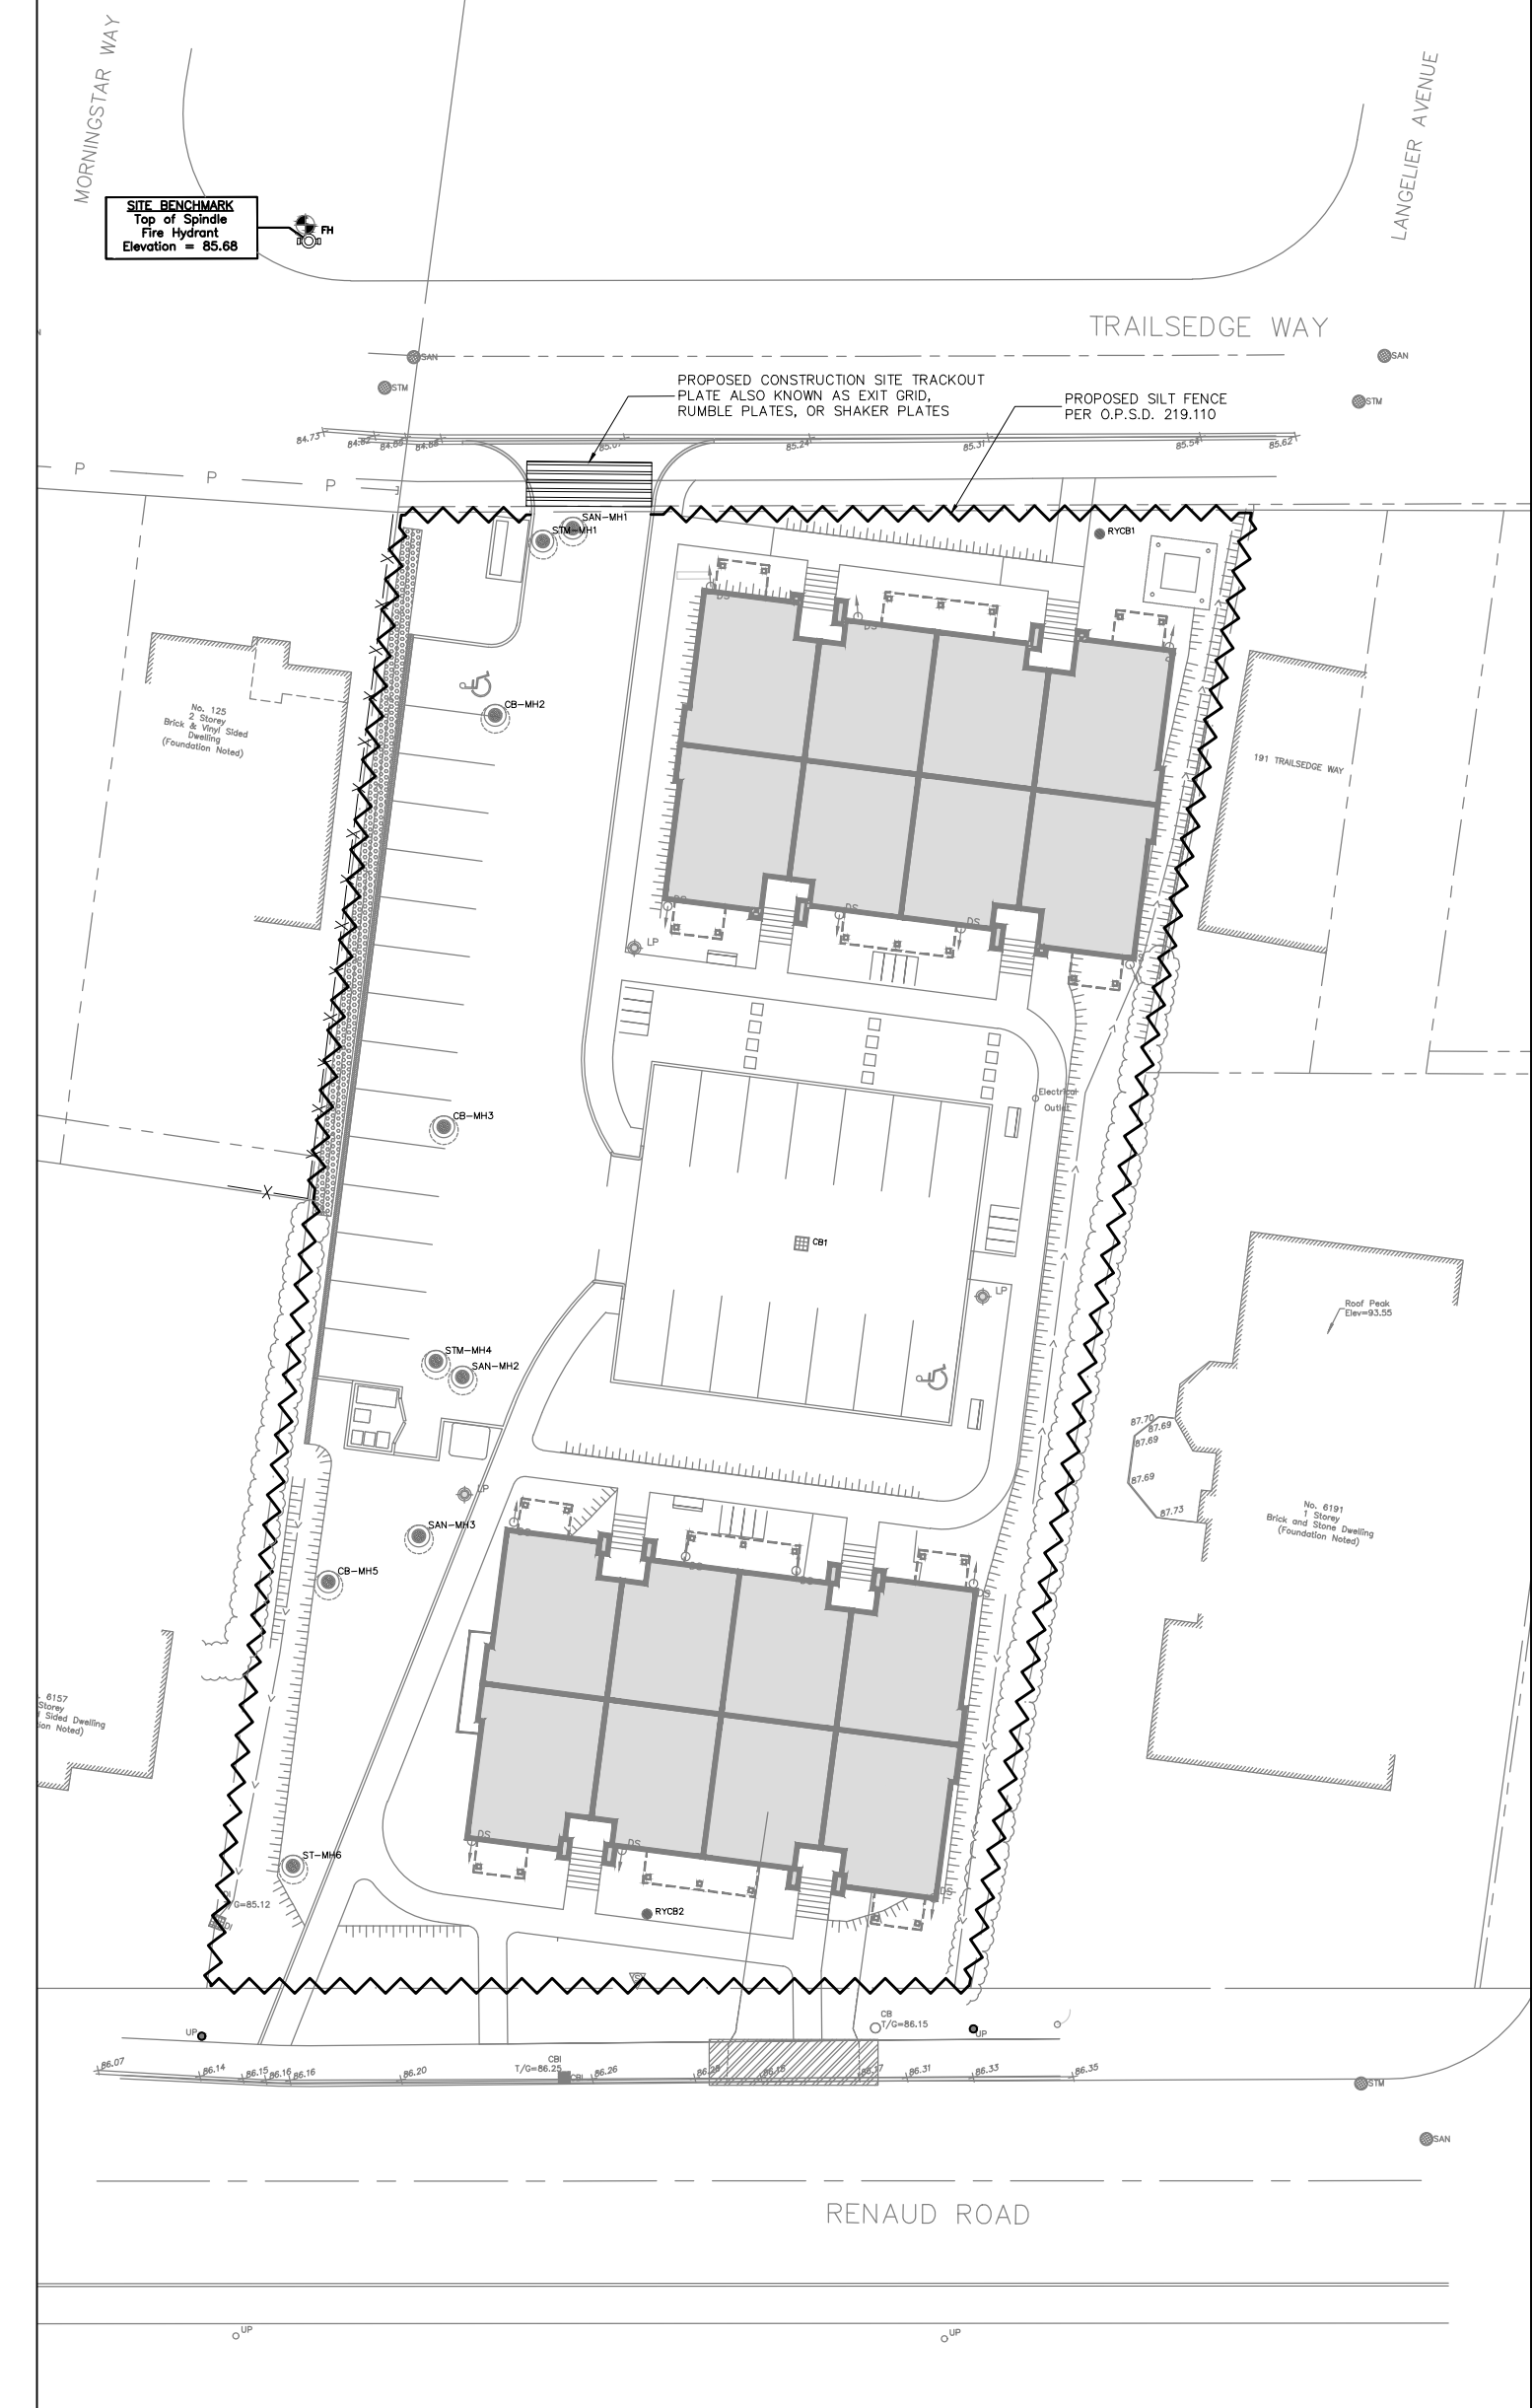 MORNINGSTAR WAY
LANGELIER AVENUE
SITE BENCHMARK
Top of Spindle
Fire Hydrant
Elevation = 85.68
FH
TRAILSEDGE WAY
SAN
SAN
STM
STM
PROPOSED CONSTRUCTION SITE TRACKOUT
PLATE ALSO KNOWN AS EXIT GRID,
RUMBLE PLATES, OR SHAKER PLATES
PROPOSED SILT FENCE
PER O.P.S.D. 219.110
84.73
85.24
85.31
85.54
85.62
P
P
P
SAN-MH1
STM-MH1
RYCB1
DS
DS
No. 125
2 Storey
Brick & Vinyl Sided
Dwelling
(Foundation Noted)
CB-MH2
191 TRAILSEDGE WAY
DS
DS
LP
Electrical
Outlet
CB-MH3
X
CB1
LP
Roof Peak
Elev=93.55
STM-MH4
SAN-MH2
87.70
87.69
87.69
87.69
87.73
No. 6191
1 Storey
Brick and Stone Dwelling
(Foundation Noted)
LP
SAN-MH3
CB-MH5
DS
6157
Storey
Sided Dwelling
Noted)
DS
DS
ST-MH6
DS
DI
T/G=85.12
DI
RYCB2
S
UP
CB
T/G=86.15
UP
86.07
86.14
86.15
86.16
86.16
86.20
CBI
T/G=86.25
CBI
86.26
86.17
86.31
86.33
86.35
STM
SAN
RENAUD ROAD
UP
UP